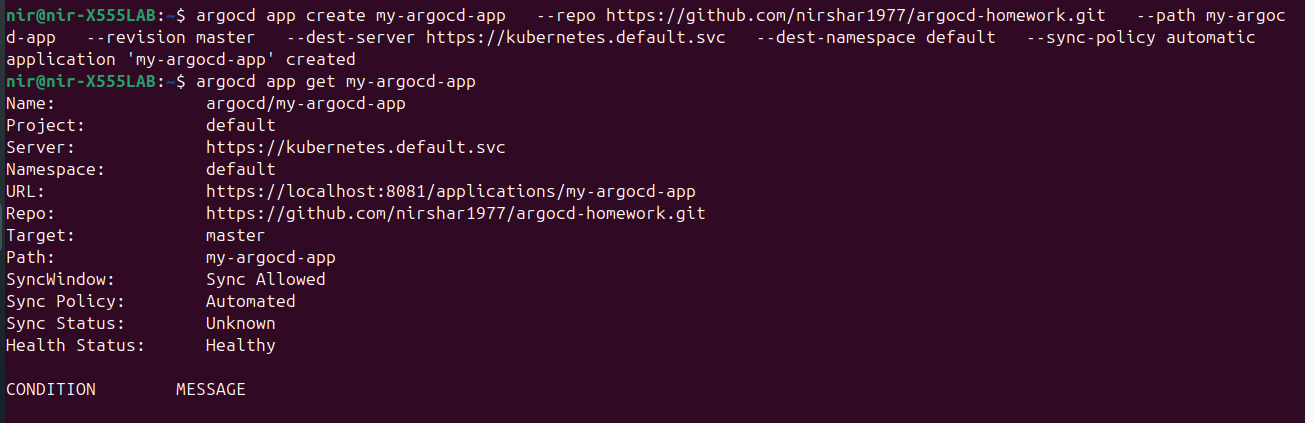 nir@nir-X555LAB:~$ argocd app create my-argocd-app   --repo https://github.com/nirshar1977/argocd-homework.git   --path my-argoc
d-app   --revision master   --dest-server https://kubernetes.default.svc   --dest-namespace default   --sync-policy automatic
application 'my-argocd-app' created
nir@nir-X555LAB:~$ argocd app get my-argocd-app
Name:               argocd/my-argocd-app
Project:            default
Server:             https://kubernetes.default.svc
Namespace:          default
URL:                https://localhost:8081/applications/my-argocd-app
Repo:               https://github.com/nirshar1977/argocd-homework.git
Target:             master
Path:               my-argocd-app
SyncWindow:         Sync Allowed
Sync Policy:        Automated
Sync Status:        Unknown
Health Status:      Healthy
CONDITION        MESSAGE